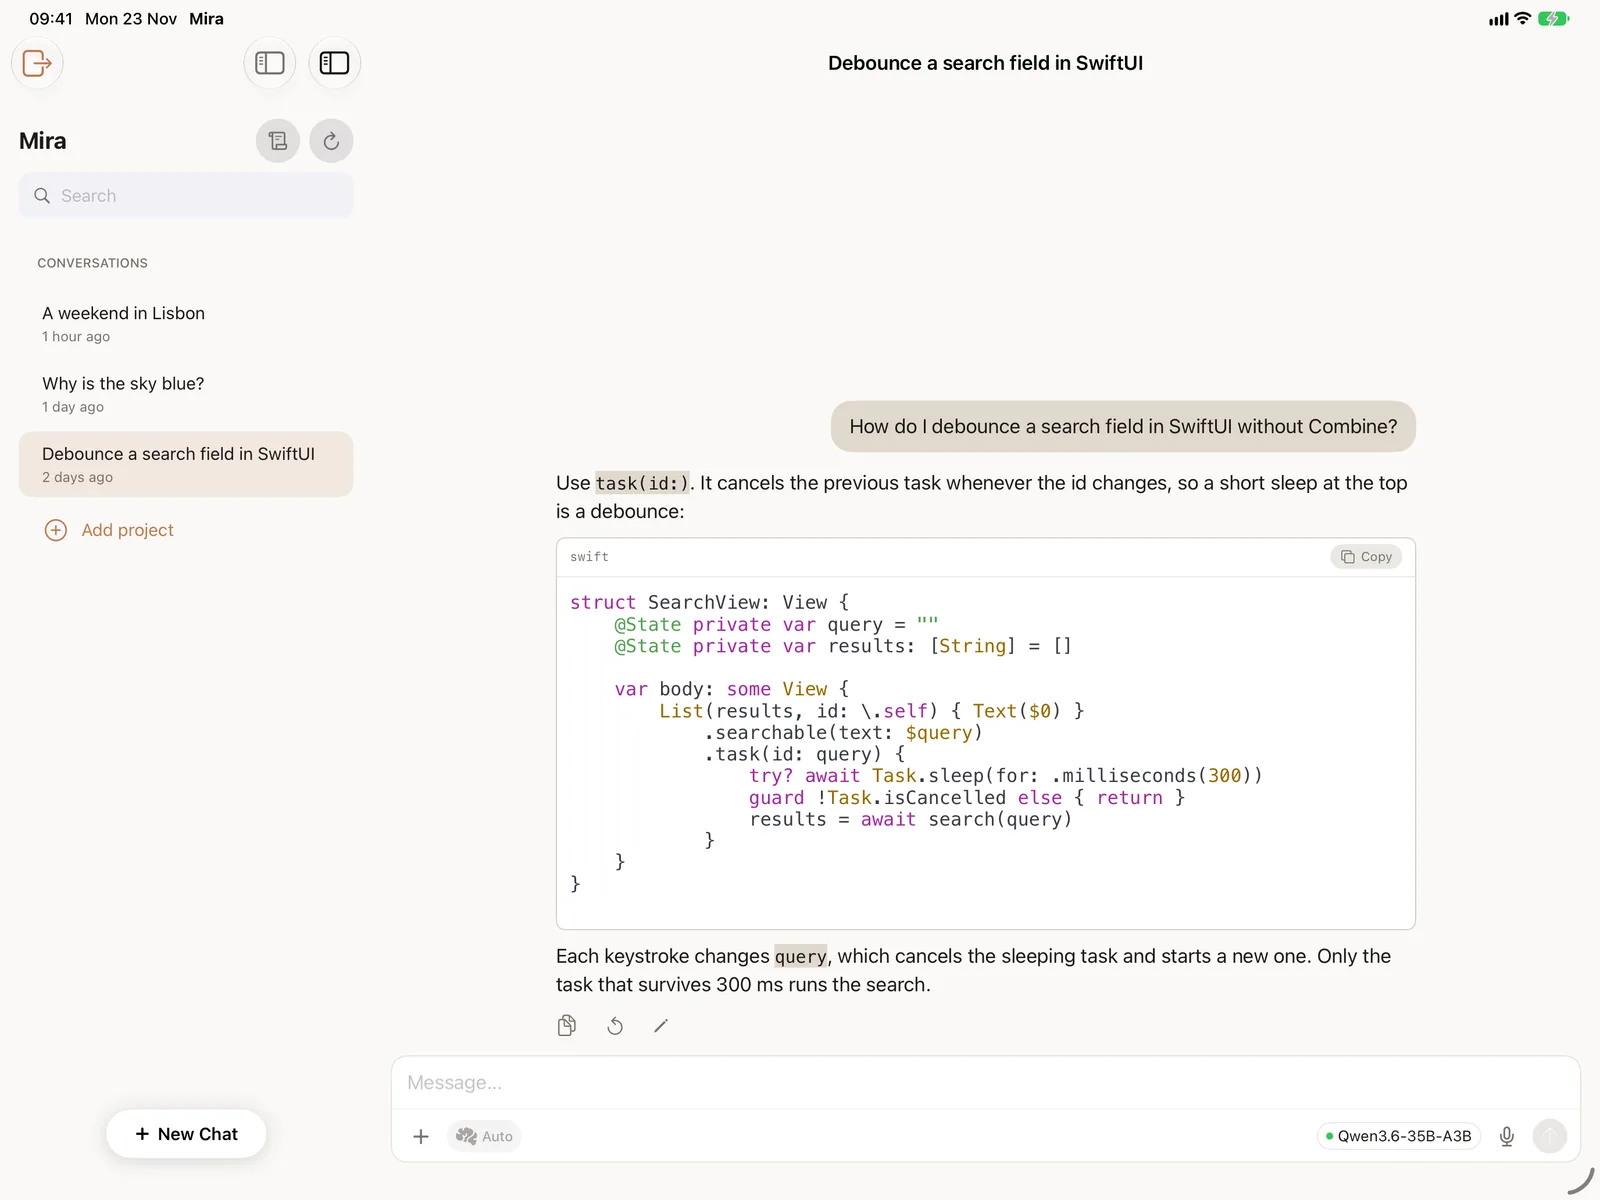 09:41 Mon 23 Nov Mira
Debounce a search field in SwiftUI
Mira
Search
CONVERSATIONS
A weekend in Lisbon
1 hour ago
Why is the sky blue?
1 day ago
Debounce a search field in SwiftUI
2 days ago
Add project
New Chat
How do I debounce a search field in SwiftUI without Combine?
Use task(id:). It cancels the previous task whenever the id changes, so a short sleep at the top
is a debounce:
swift
Copy
struct SearchView: View {
    @State private var query = ""
    @State private var results: [String] = []

    var body: some View {
        List(results, id: \.self) { Text($0) }
            .searchable(text: $query)
            .task(id: query) {
                try? await Task.sleep(for: .milliseconds(300))
                guard !Task.isCancelled else { return }
                results = await search(query)
            }
    }
}
Each keystroke changes query, which cancels the sleeping task and starts a new one. Only the
task that survives 300 ms runs the search.
Message...
Auto
Qwen3.6-35B-A3B